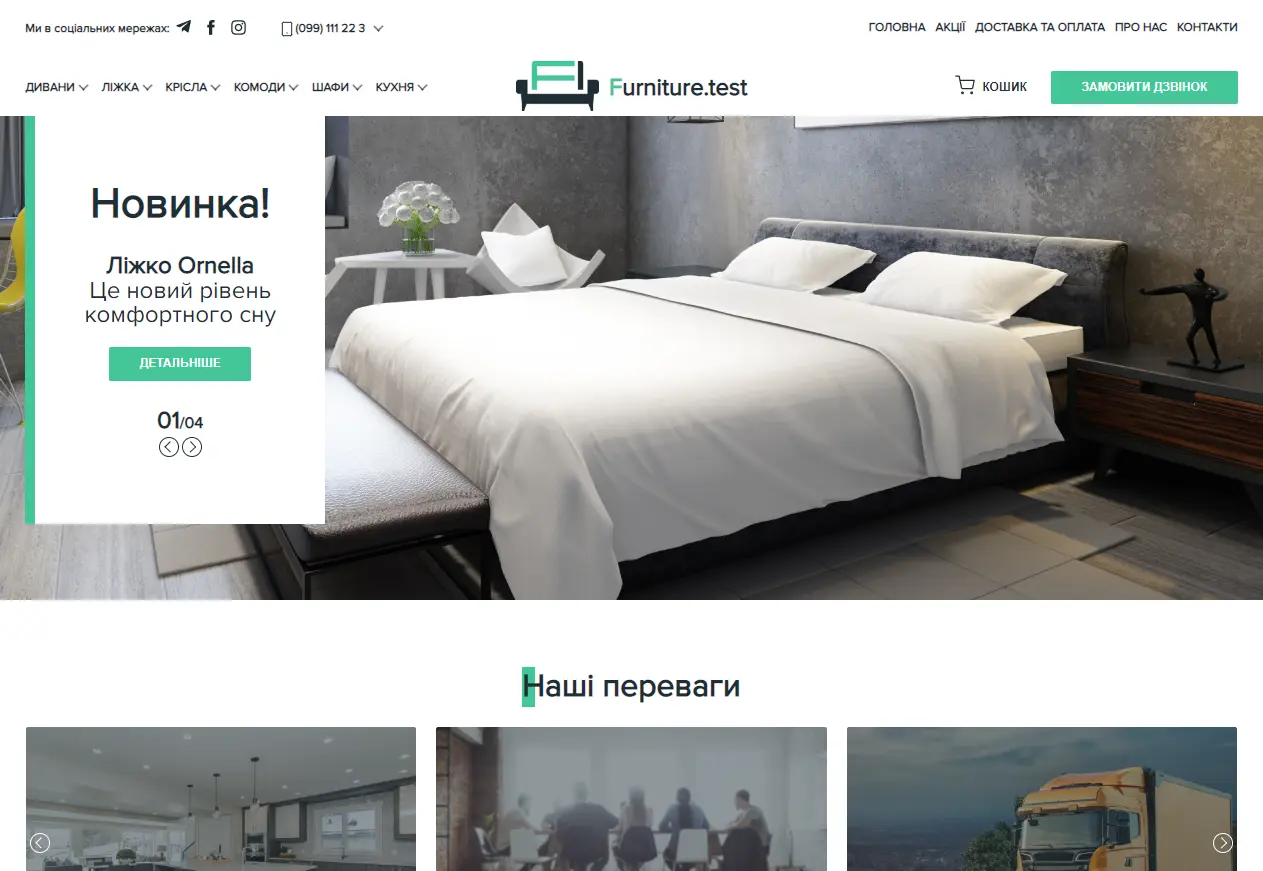 Ми в соціальних мережах:
(099) 111 22 3
ГОЛОВНА АКЦІЇ ДОСТАВКА ТА ОПЛАТА ПРО НАС КОНТАКТИ
ДИВАНИ ЛІЖКА КРІСЛА КОМОДИ ШАФИ КУХНЯ
Furniture.test
КОШИК
ЗАМОВИТИ ДЗВІНОК
Новинка!
Ліжко Ornella
Це новий рівень
комфортного сну
ДЕТАЛЬНІШЕ
01/04
Наші переваги